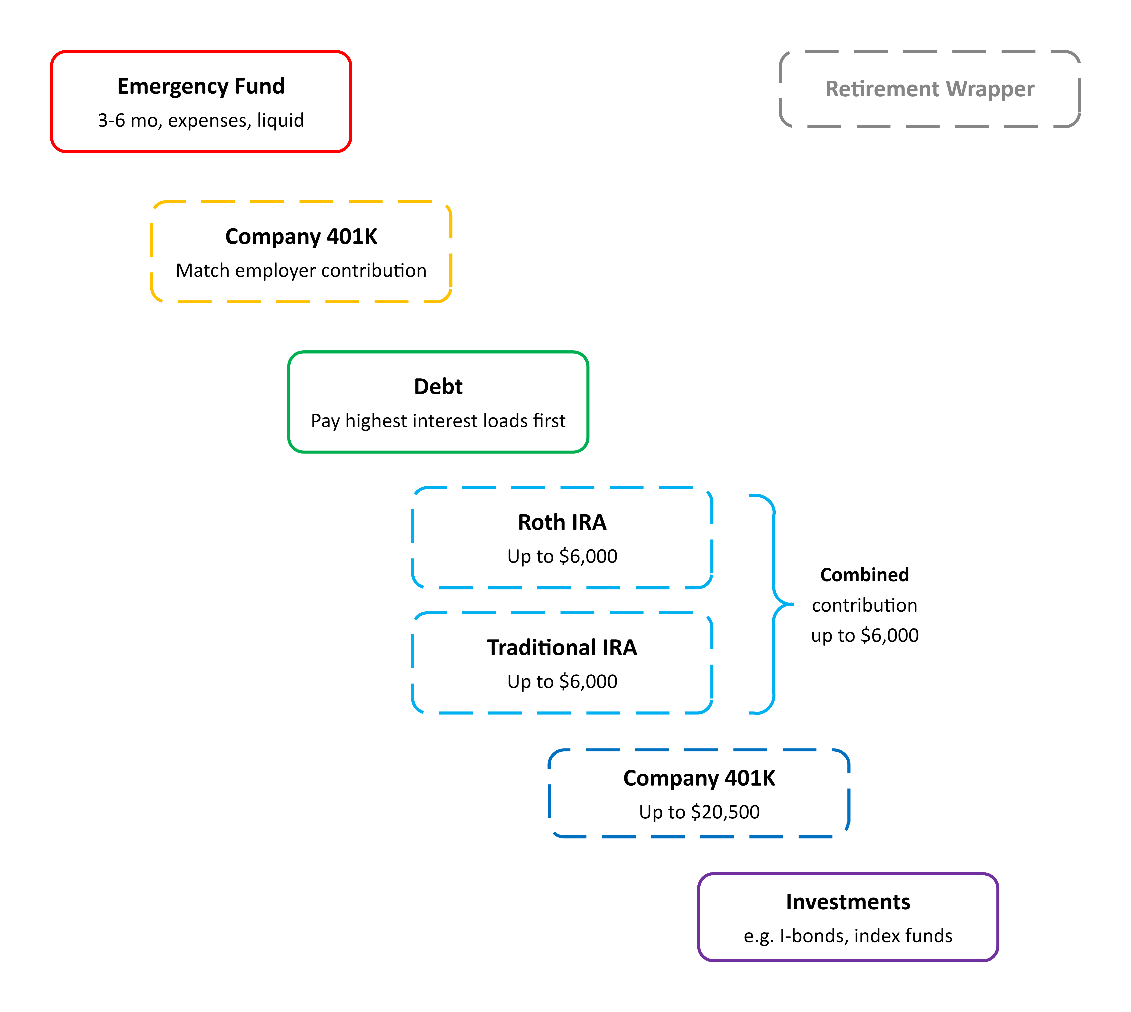 Emergency Fund
3-6 mo, expenses, liquid
Retirement Wrapper
Company 401K
Match employer contribution
Debt
Pay highest interest loads first
Roth IRA
Up to $6,000
Traditional IRA
Up to $6,000
Combined
contribution
up to $6,000
Company 401K
Up to $20,500
Investments
e.g. I-bonds, index funds